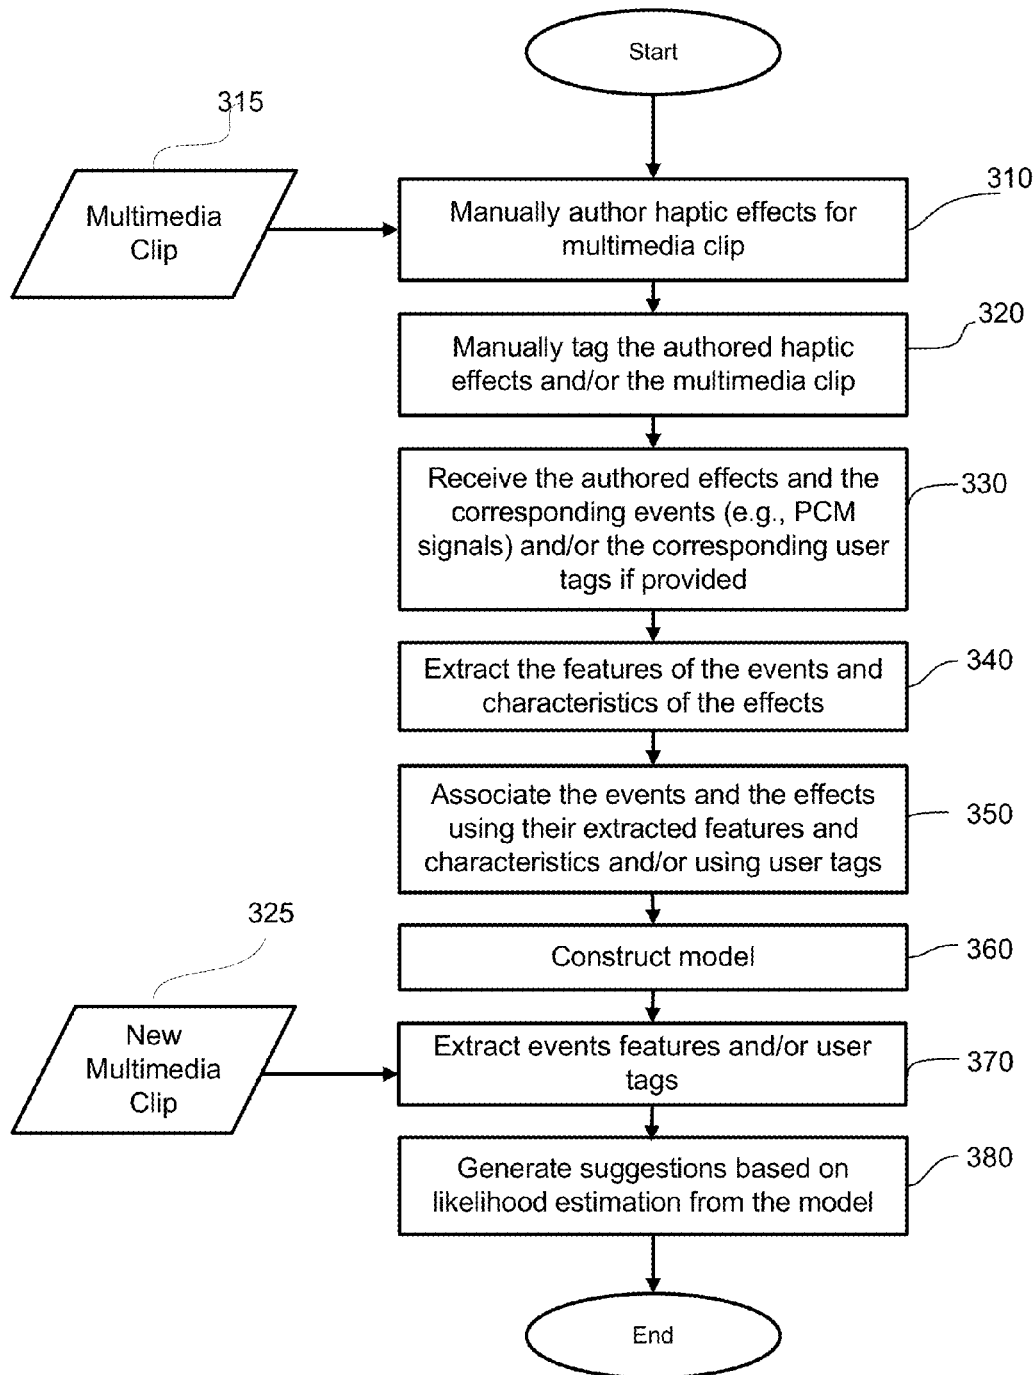 Start
315
310
Multimedia
Clip
Manually author haptic effects for
multimedia clip
320
Manually tag the authored haptic
effects and/or the multimedia clip
330
Receive the authored effects and the
corresponding events (e.g., PCM
signals) and/or the corresponding user
tags if provided
340
Extract the features of the events and
characteristics of the effects
350
Associate the events and the effects
using their extracted features and
characteristics and/or using user tags
325
360
Construct model
New
Multimedia
Clip
Extract events features and/or user
tags
370
380
Generate suggestions based on
likelihood estimation from the model
End